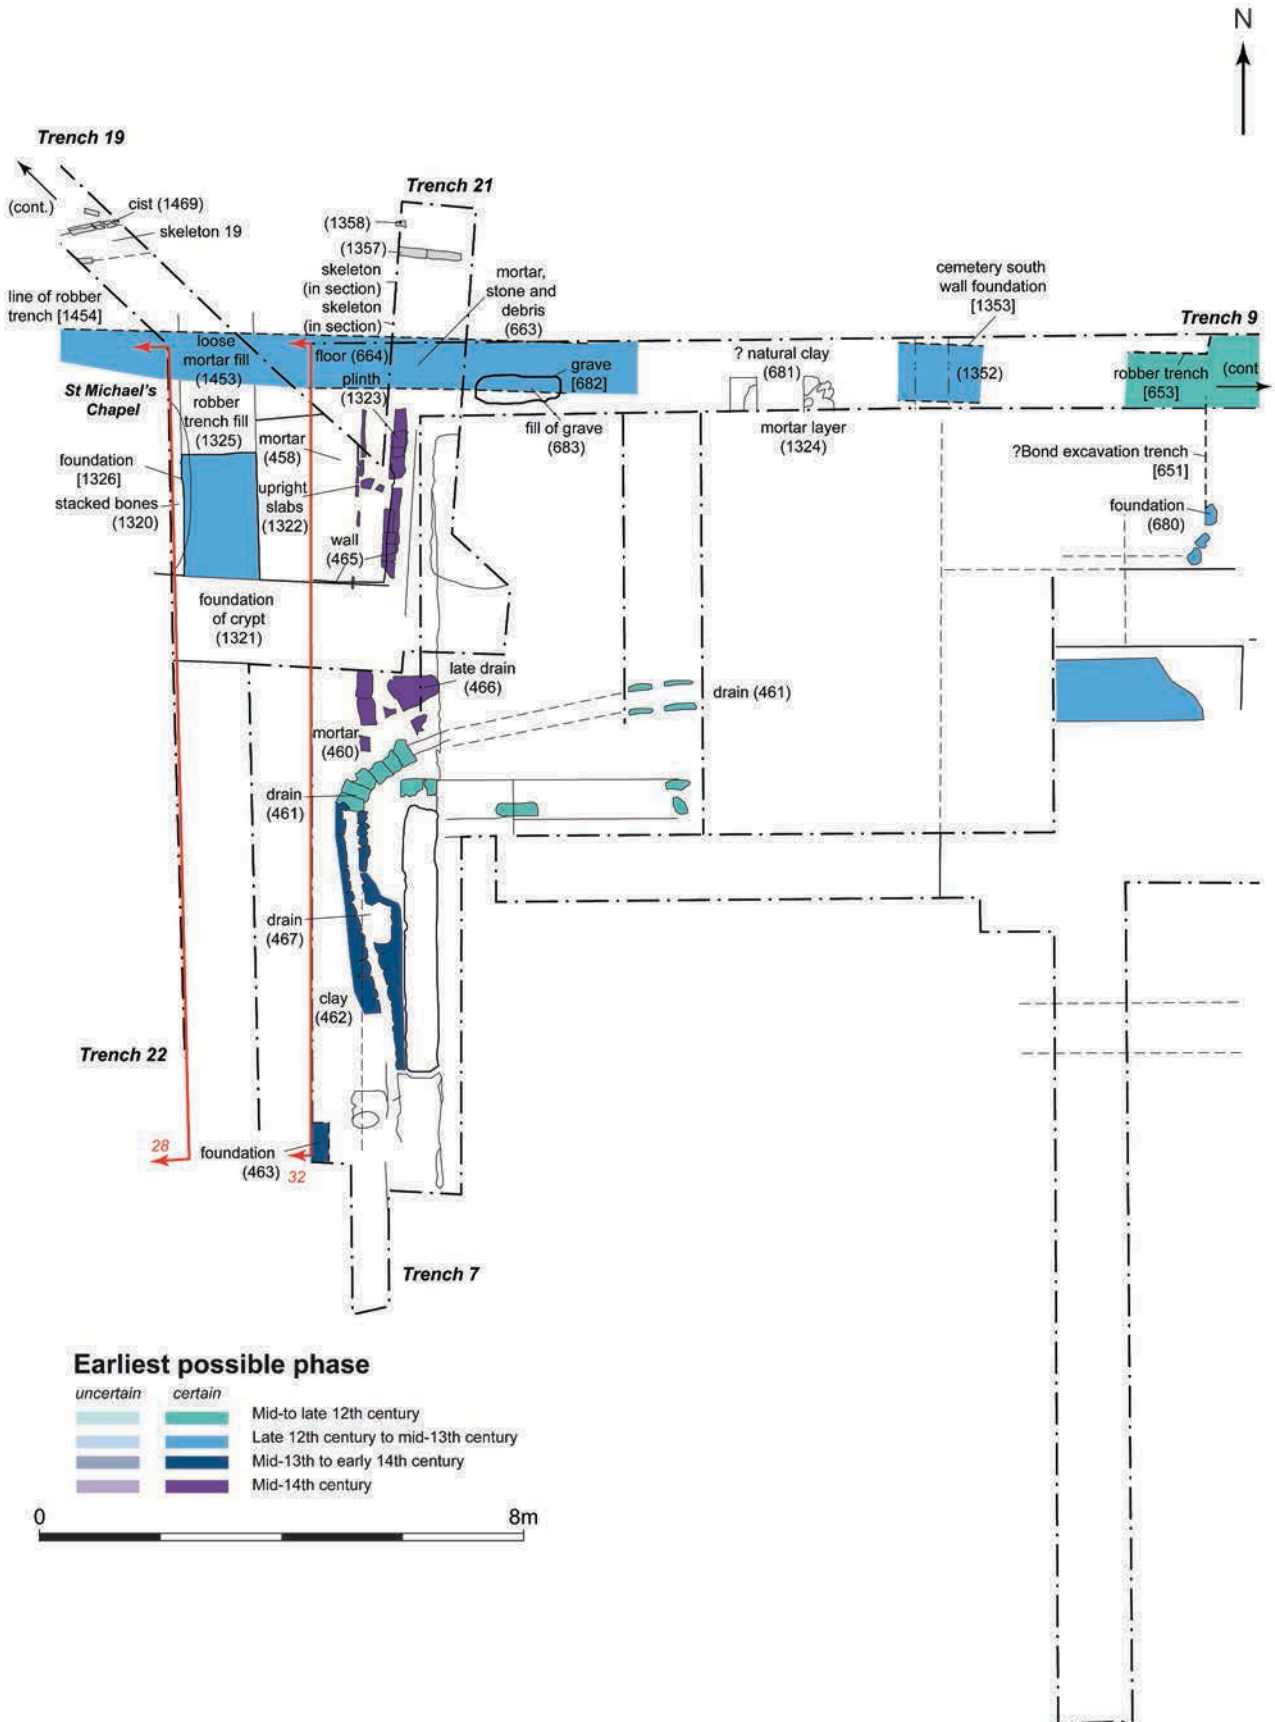 N
Trench 19
(cont.)
cist (1469)
skeleton 19
Trench 21
(1358)
(1357)
skeleton
(in section)
skeleton
(in section)
mortar,
stone and
debris
(663)
cemetery south
wall foundation
[1353]
line of robber
trench [1454]
Trench 9
loose
mortar fill
(1453)
floor (664)
plinth
(1323)
grave
[682]
? natural clay
(681)
(1352)
robber trench
[653]
(cont
St Michael's
Chapel
robber
trench fill
(1325)
mortar
(458)
fill of grave
(683)
mortar layer
(1324)
foundation
[1326]
stacked bones
(1320)
upright
slabs
(1322)
?Bond excavation trench
[651]
foundation
(680)
wall
(465)
foundation
of crypt
(1321)
late drain
(466)
drain (461)
mortar
(460)
drain
(461)
drain
(467)
clay
(462)
Trench 22
28
foundation
(463)
32
Trench 7
Earliest possible phase
uncertain certain
Mid-to late 12th century
Late 12th century to mid-13th century
Mid-13th to early 14th century
Mid-14th century
0 8m